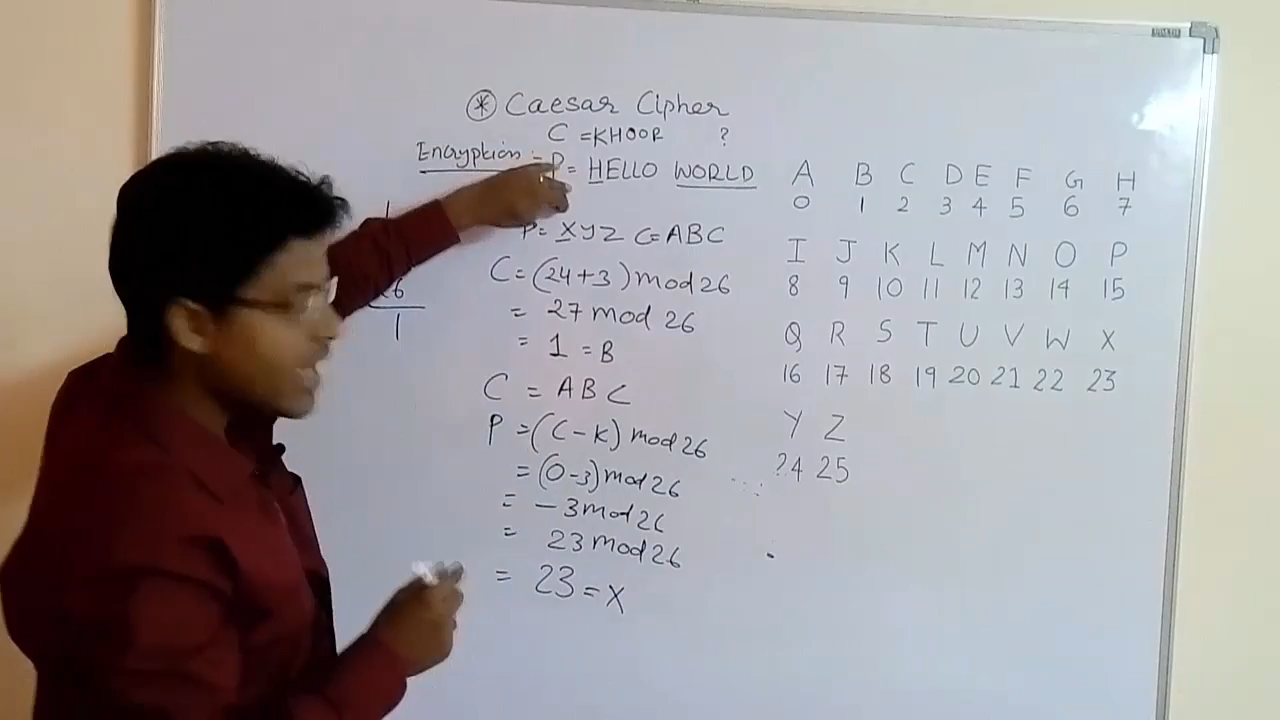 * Caesar Cipher
C = KHOOR ?
Encryption := P = HELLO WORLD
P = XYZ C = ABC
C = (24+3) mod 26
= 27 mod 26
= 1 = B
C = ABC
P = (C-K) mod 26
= (0-3) mod 26
= -3 mod 26
= 23 mod 26
= 23 = X
6
1
A B C D E F G H
0 1 2 3 4 5 6 7
I J K L M N O P
8 9 10 11 12 13 14 15
Q R S T U V W X
16 17 18 19 20 21 22 23
Y Z
24 25